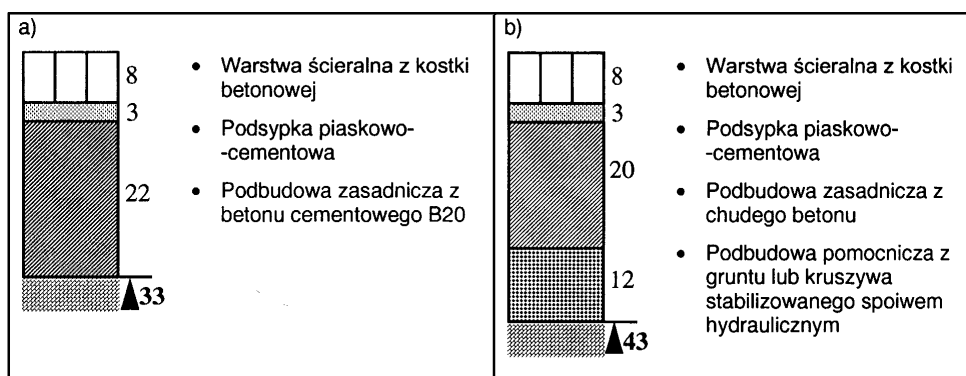 a)
8
3
22
33
• Warstwa ścieralna z kostki
betonowej
• Podsypka piaskowo-
-cementowa
• Podbudowa zasadnicza z
betonu cementowego B20
b)
8
3
20
12
43
• Warstwa ścieralna z kostki
betonowej
• Podsypka piaskowo-
-cementowa
• Podbudowa zasadnicza z
chudego betonu
• Podbudowa pomocnicza z
gruntu lub kruszywa
stabilizowanego spoiwem
hydraulicznym